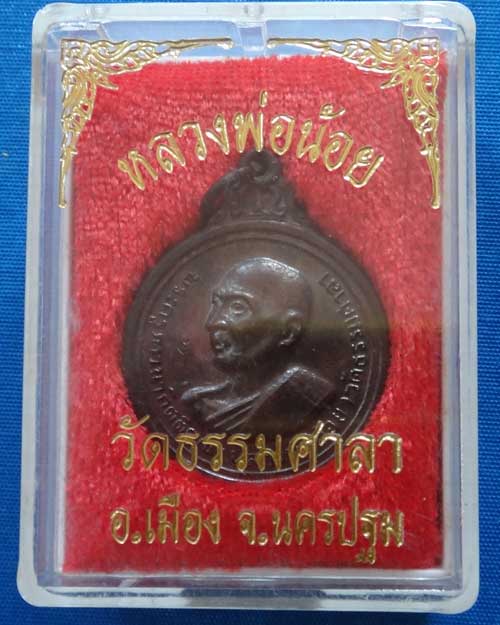 หลวงพ่อน้อย
วัดธรรมศาลา
อ.เมือง จ.นครปฐม